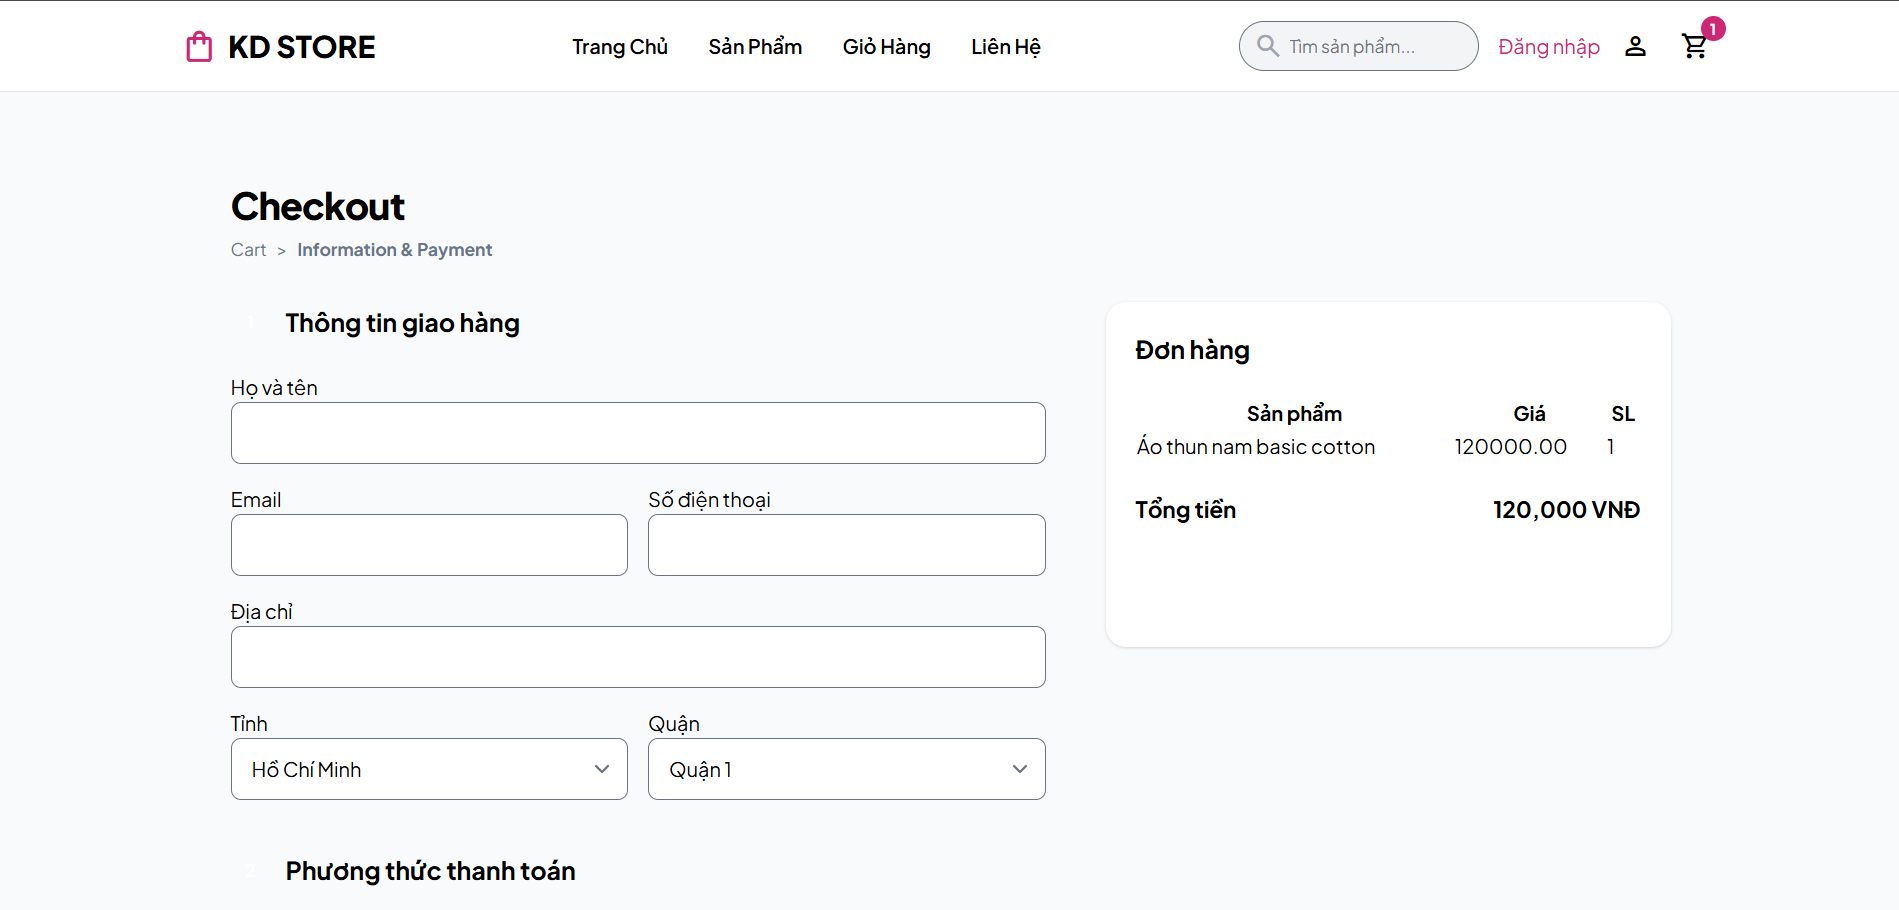 KD STORE
Trang Chủ
Sản Phẩm
Giỏ Hàng
Liên Hệ
Tìm sản phẩm...
Đăng nhập
1
Checkout
Cart > Information & Payment
1 Thông tin giao hàng
Họ và tên
Email
Số điện thoại
Địa chỉ
Tỉnh
Quận
Hồ Chí Minh
Quận 1
2 Phương thức thanh toán
Đơn hàng
Sản phẩm Giá SL
Áo thun nam basic cotton 120000.00 1
Tổng tiền 120,000 VNĐ